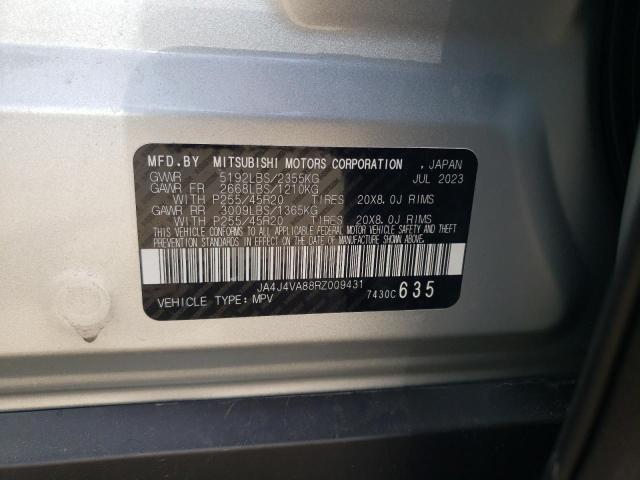 MFD.BY MITSUBISHI MOTORS CORPORATION , JAPAN
GVWR 5192LBS/2355KG JUL 2023
GAWR FR 2668LBS/1210KG
WITH P255/45R20 TIRES 20X8.0J RIMS
GAWR RR 3009LBS/1365KG
WITH P255/45R20 TIRES 20X8.0J RIMS
THIS VEHICLE CONFORMS TO ALL APPLICABLE FEDERAL MOTOR VEHICLE SAFETY AND THEFT
PREVENTION STANDARDS IN EFFECT ON THE DATE OF MANUFACTURE SHOWN ABOVE.
JA4J4VA88RZ009431
VEHICLE TYPE: MPV 7430C 635